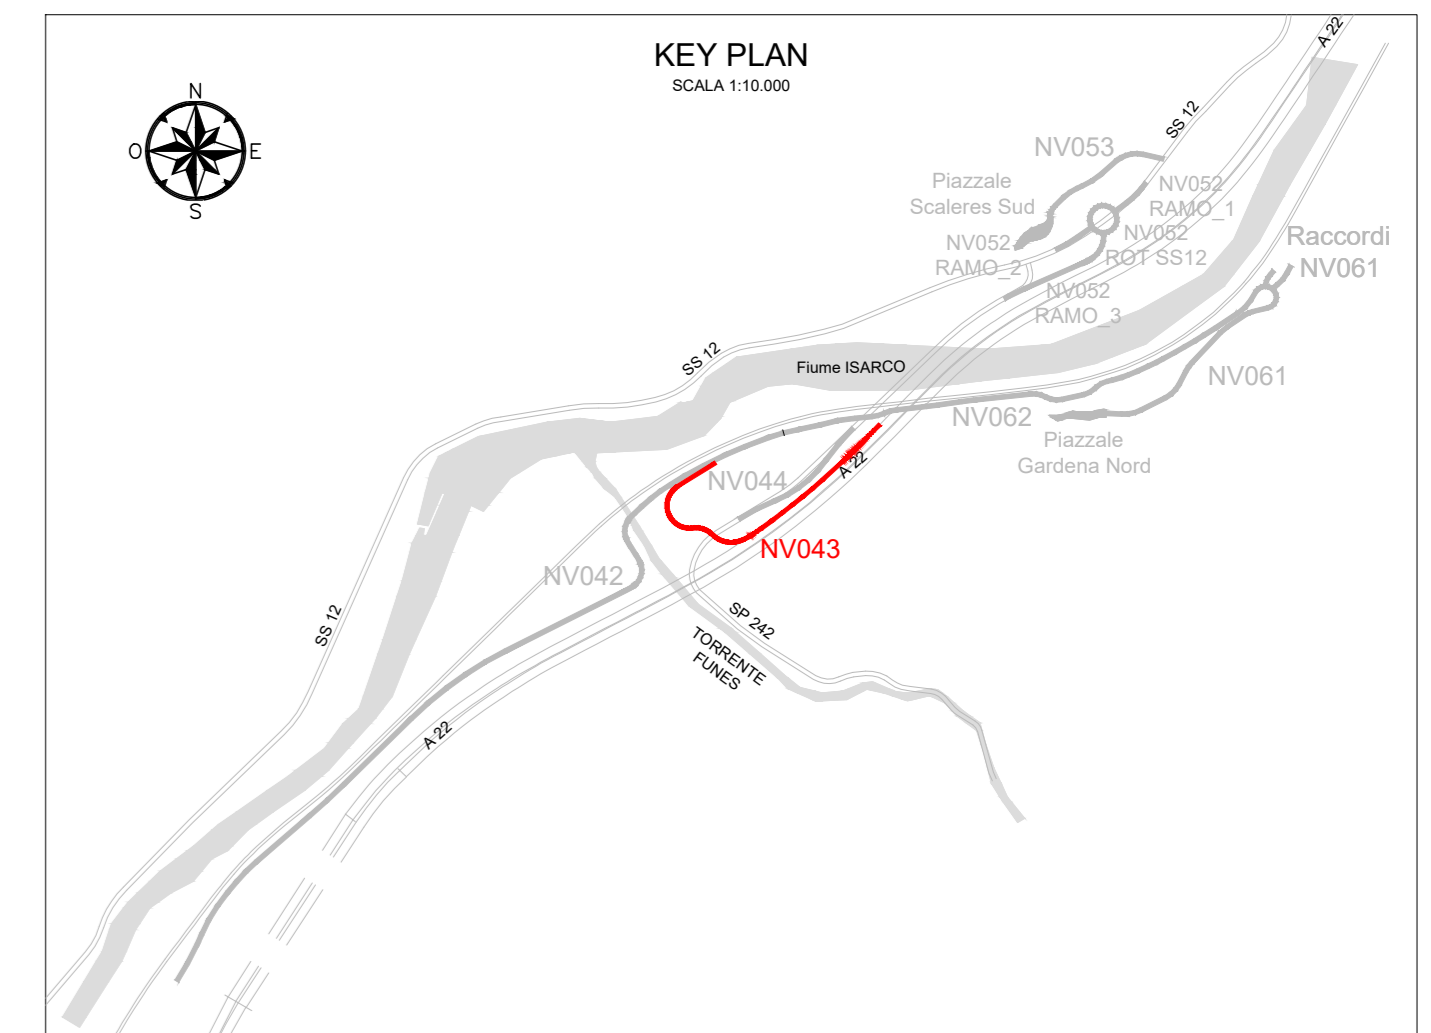 KEY PLAN
SCALA 1:10.000
N
O
E
S
A 22
SS 12
NV053
Piazzale
Scaleres Sud
NV052
RAMO_1
NV052
RAMO_2
NV052
ROT SS12
Raccordi
NV061
NV052
RAMO_3
SS 12
Fiume ISARCO
NV061
NV062
Piazzale
Gardena Nord
A 22
NV044
NV043
NV042
SS 12
SP 242
TORRENTE
FUNES
A 22